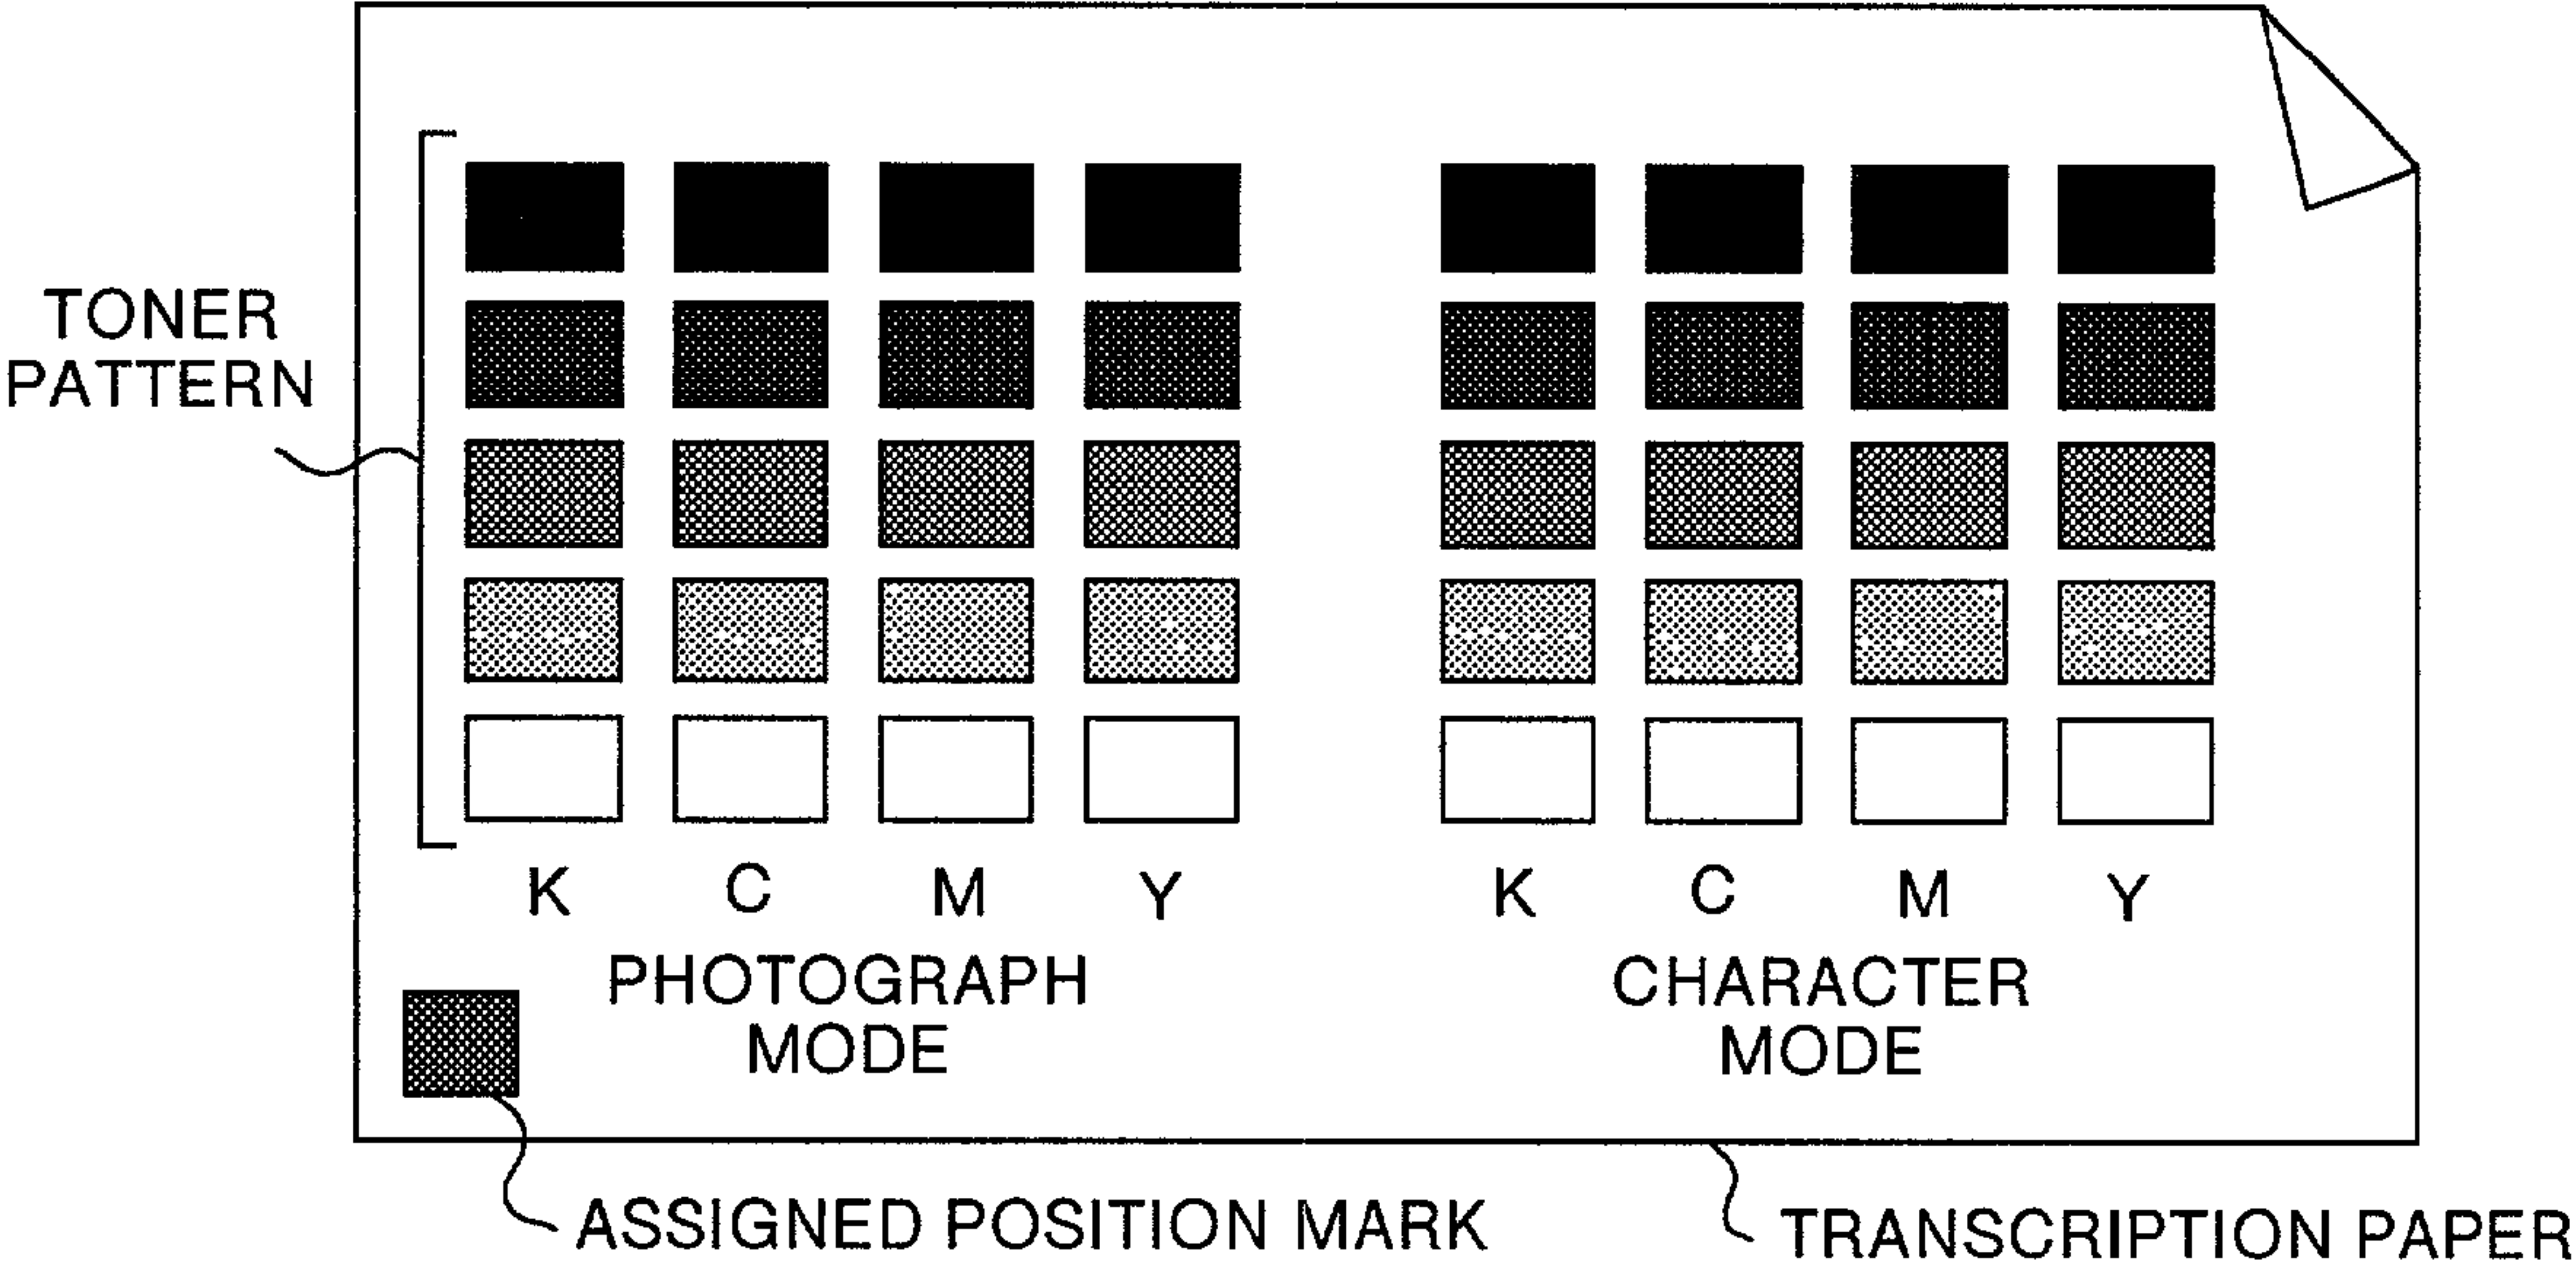 TONER
PATTERN
K C M Y K C M Y
PHOTOGRAPH
MODE
CHARACTER
MODE
ASSIGNED POSITION MARK
TRANSCRIPTION PAPER